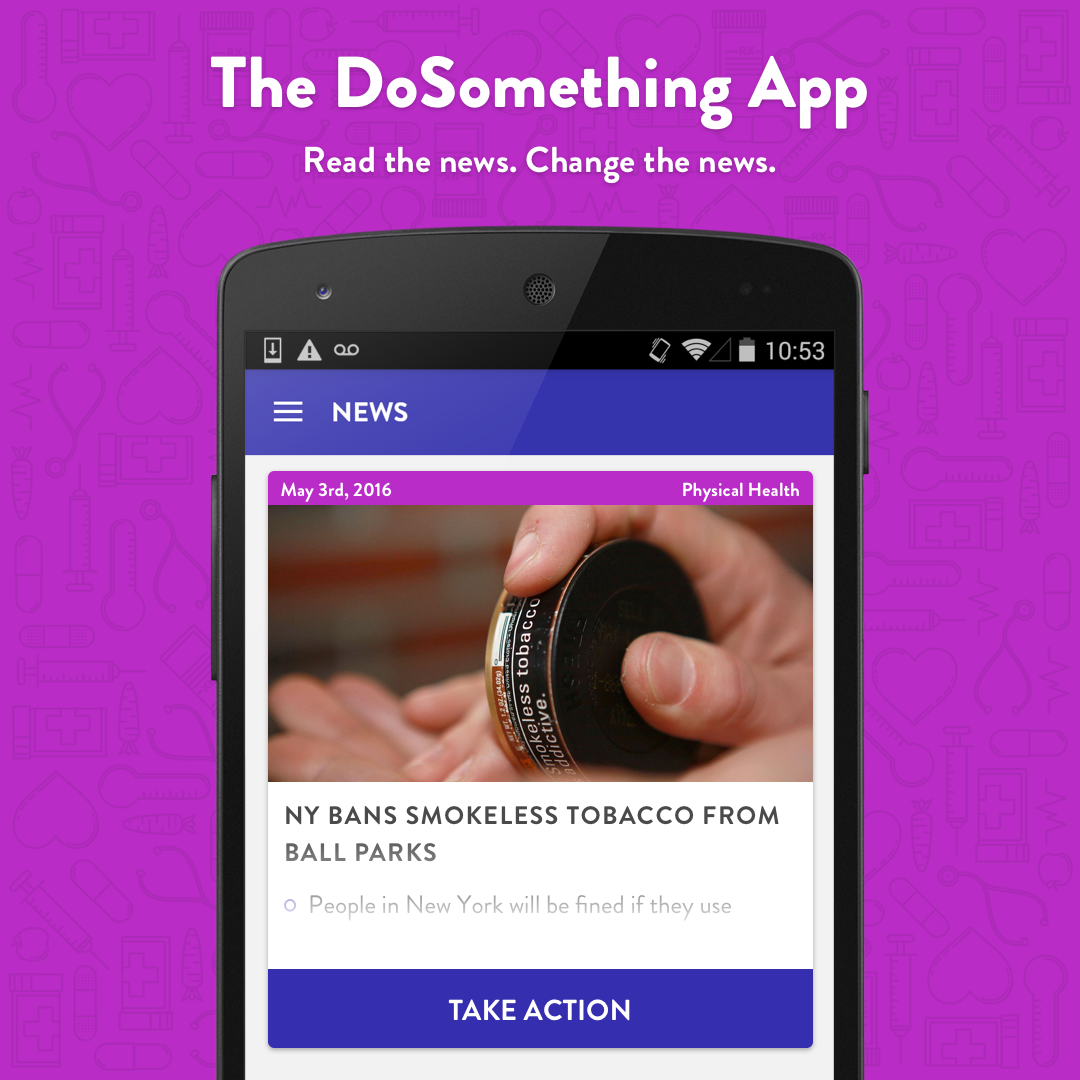 The DoSomething App
Read the news. Change the news.
10:53
NEWS
May 3rd, 2016
Physical Health
smokeless tobacco
addictive.
NY BANS SMOKELESS TOBACCO FROM
BALL PARKS
People in New York will be fined if they use
TAKE ACTION